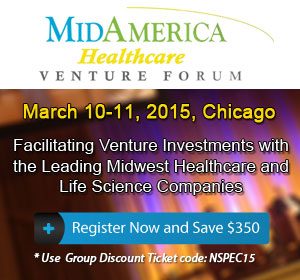 MIDAMERICA
Healthcare
VENTURE FORUM
March 10-11, 2015, Chicago
Facilitating Venture Investments with
the Leading Midwest Healthcare and
Life Science Companies
+ Register Now and Save $350
* Use Group Discount Ticket code: NSPEC15